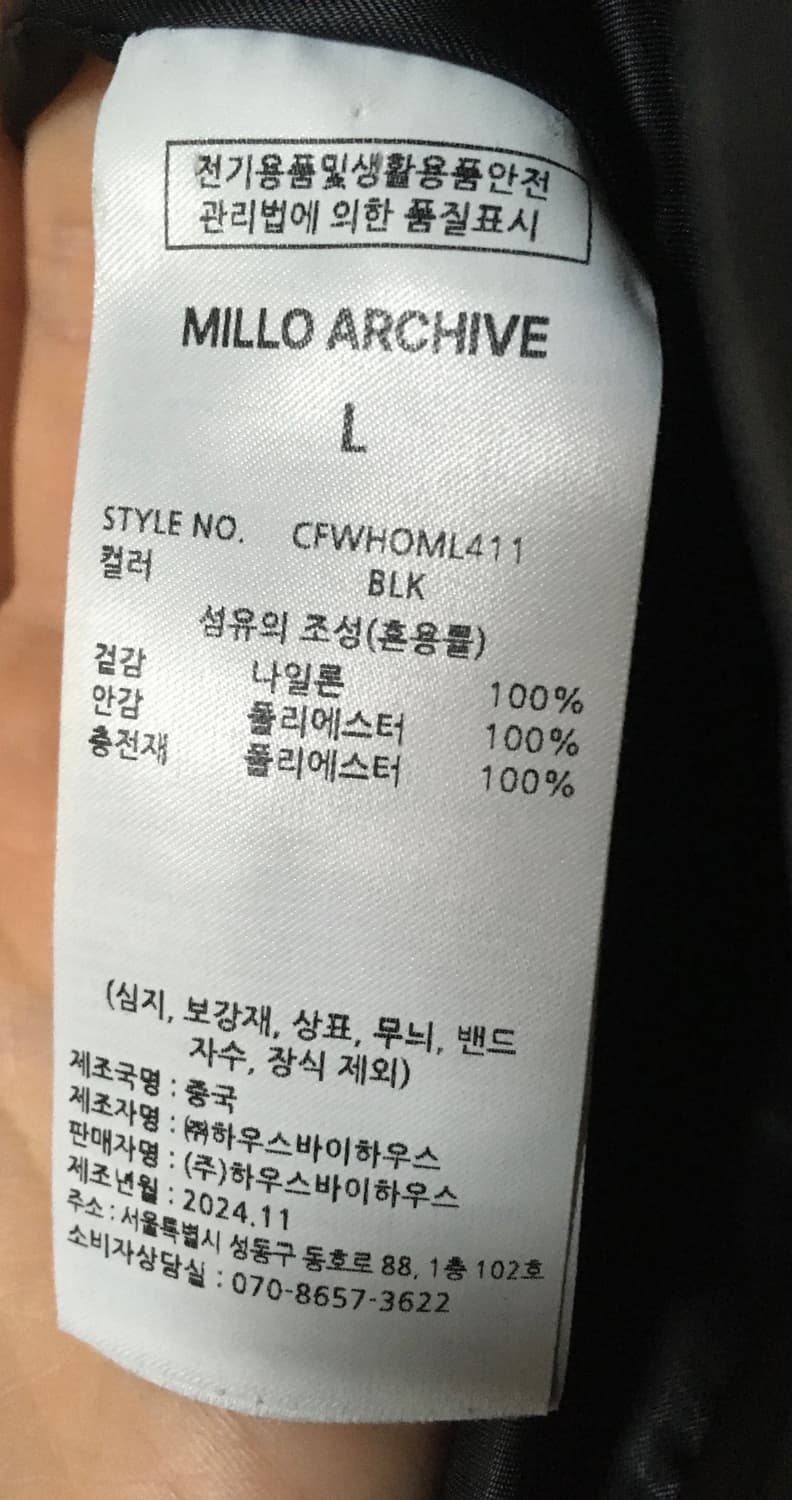 전기용품및생활용품안전
관리법에 의한 품질표시
MILLO ARCHIVE
L
STYLE NO. CFWHOML411
컬러 BLK
섬유의 조성(혼용률)
겉감 나일론 100%
안감 폴리에스터 100%
충전재 폴리에스터 100%
(심지, 보강재, 상표, 무늬, 밴드
자수, 장식 제외)
제조국명 : 중국
제조자명 : ㈜하우스바이하우스
판매자명 : (주)하우스바이하우스
제조년월 : 2024.11
주소 : 서울특별시 성동구 동호로 88, 1층 102호
소비자상담실 : 070-8657-3622